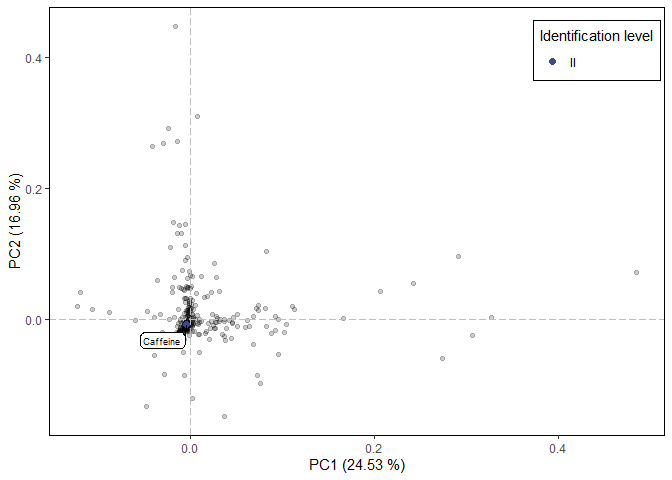 Identification level
II
0.4
0.2
0.0
PC2 (16.96 %)
Caffeine
0.0
0.2
0.4
PC1 (24.53 %)